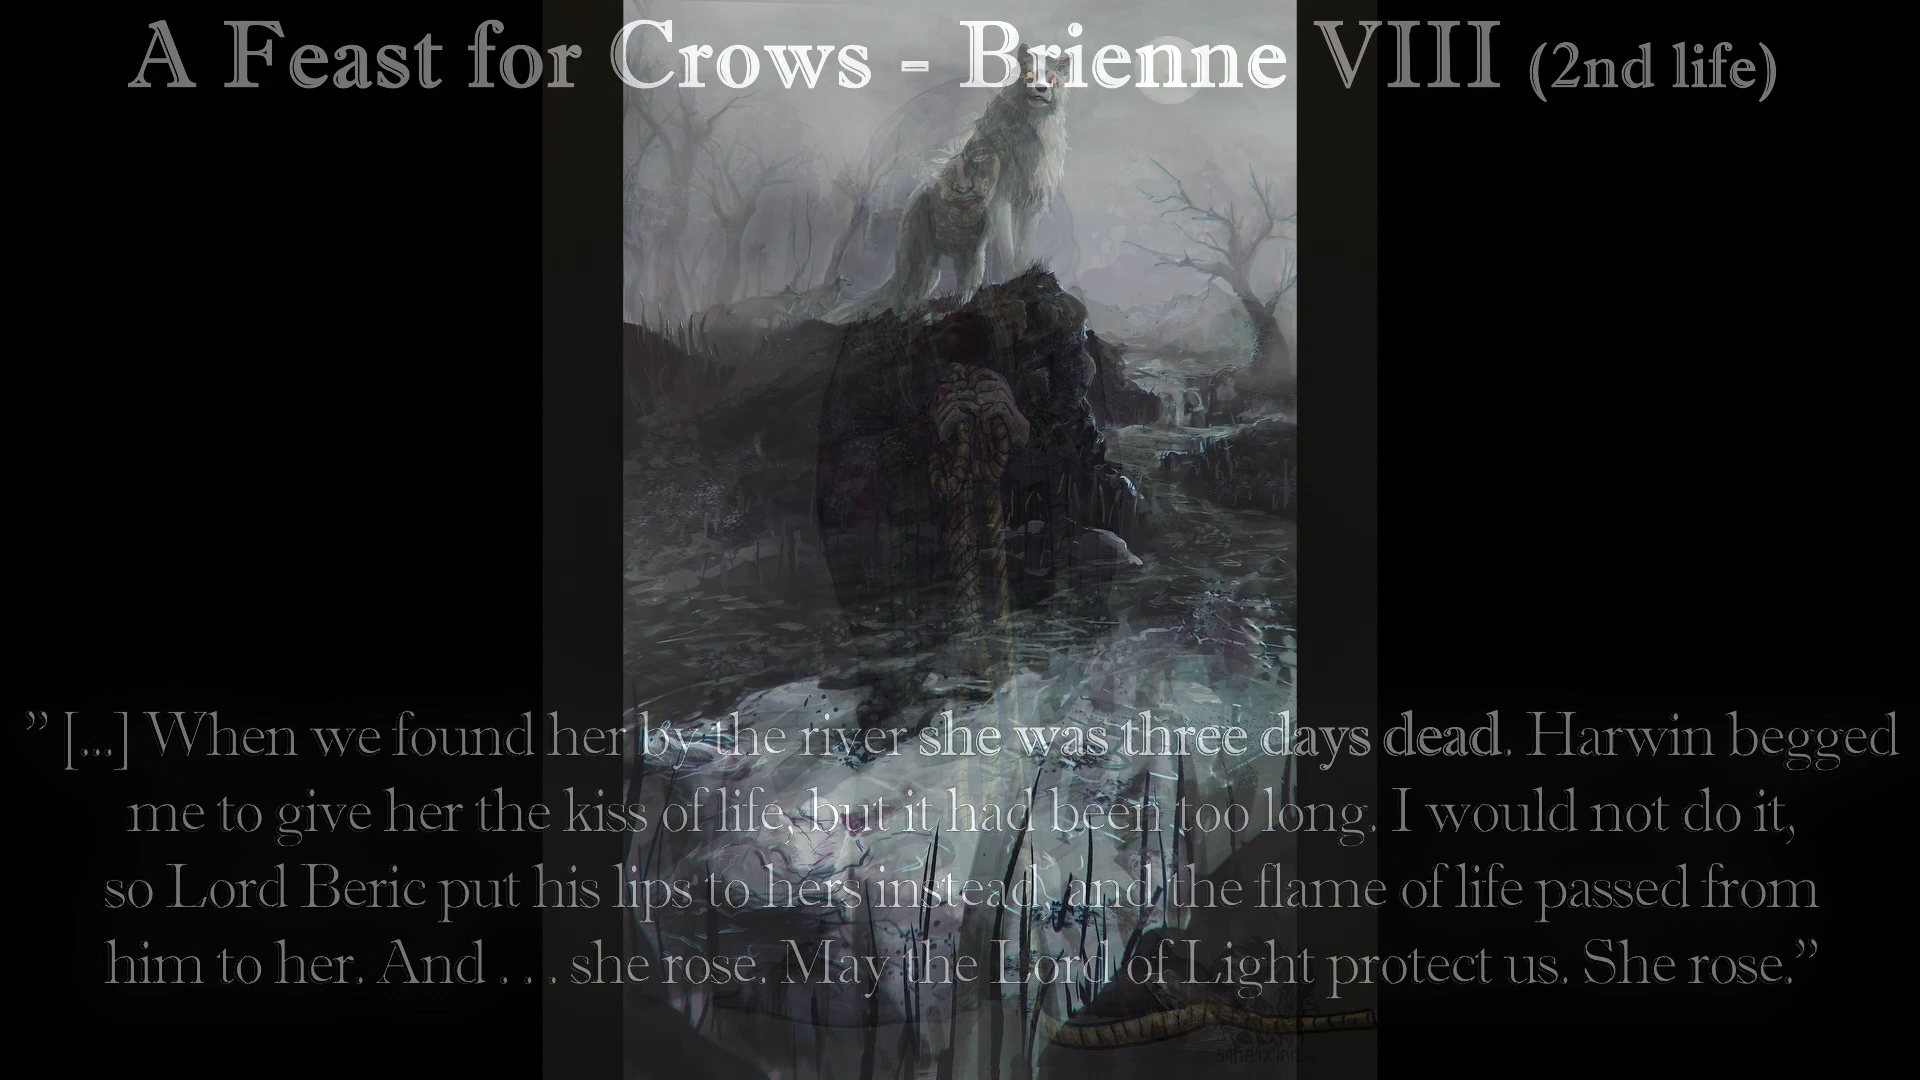 A Feast for Crows - Brienne VIII (2nd life)
” [...] When we found her by the river she was three days dead. Harwin begged
me to give her the kiss of life, but it had been too long. I would not do it,
so Lord Beric put his lips to hers instead, and the flame of life passed from
him to her. And . . . she rose. May the Lord of Light protect us. She rose.”